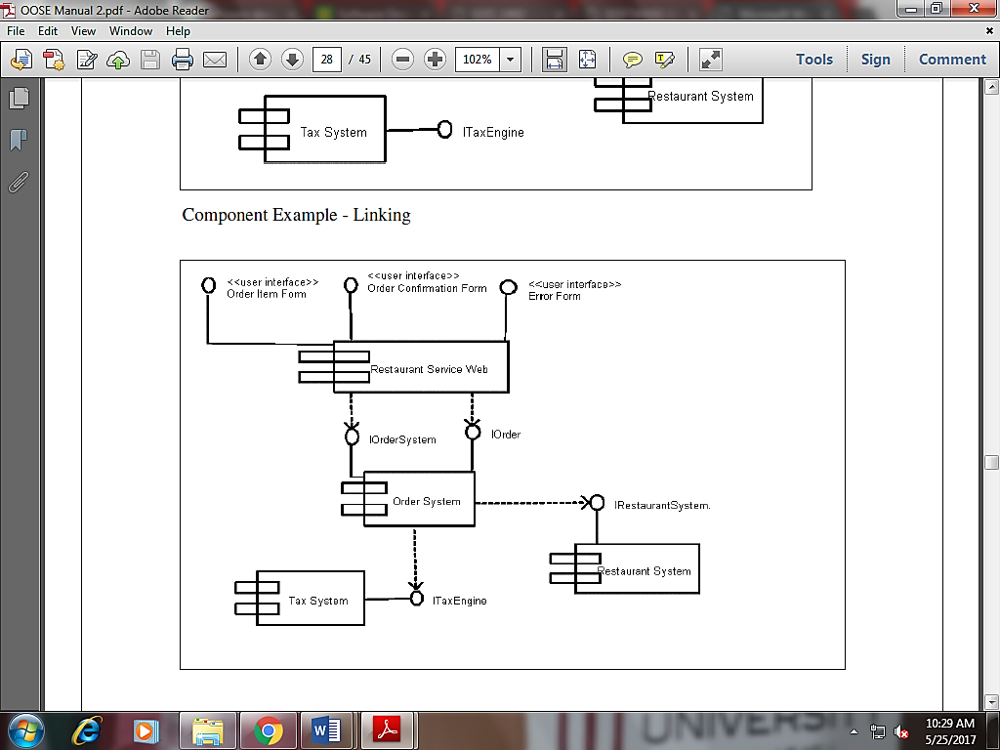 OOSE Manual 2.pdf - Adobe Reader
File Edit View Window Help
28 / 45
102%
Tools Sign Comment
Restaurant System
Tax System
ITaxEngine
Component Example - Linking
<<user interface>>
Order Item Form
<<user interface>>
Order Confirmation Form
<<user interface>>
Error Form
Restaurant Service Web
IOrderSystem
IOrder
Order System
IRestaurantSystem.
Restaurant System
Tax System
ITaxEngine
UNIVERSI
10:29 AM
5/25/2017